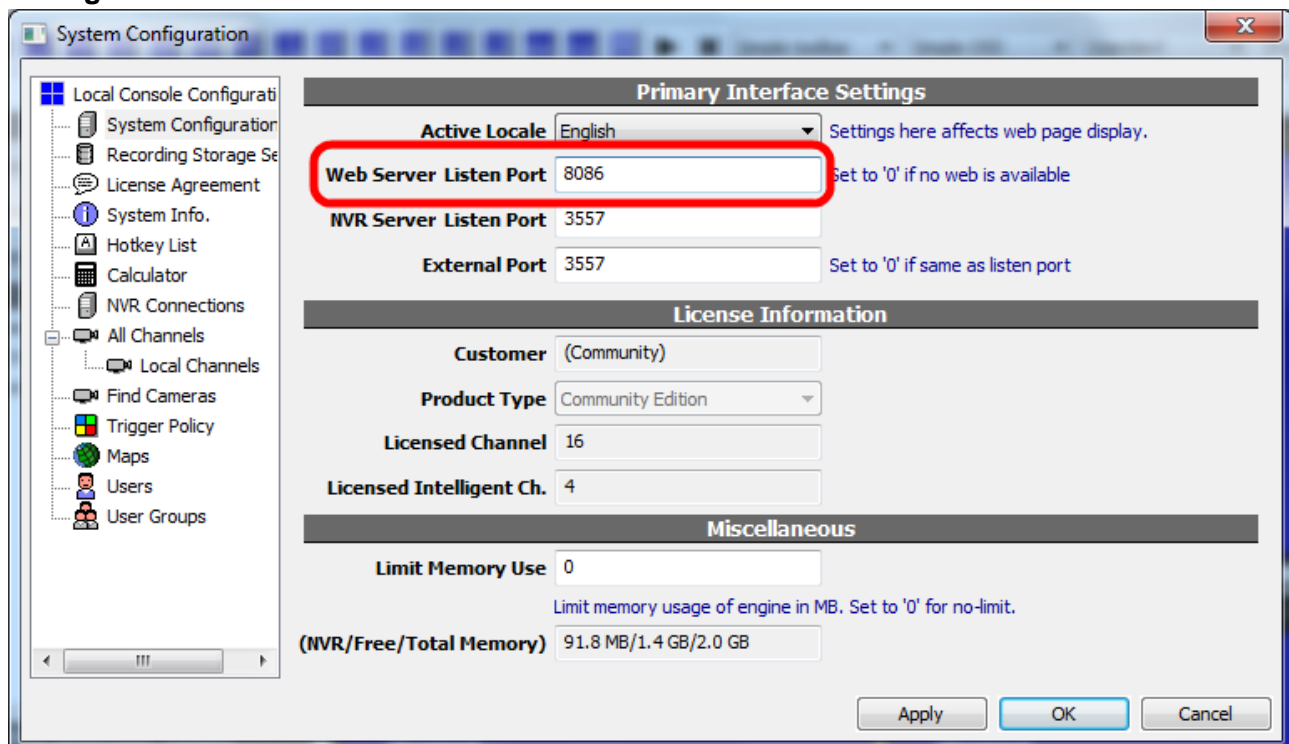 System Configuration
X
Local Console Configurati
System Configuration
Recording Storage Se
License Agreement
System Info.
Hotkey List
Calculator
NVR Connections
All Channels
Local Channels
Find Cameras
Trigger Policy
Maps
Users
User Groups
Primary Interface Settings
Active Locale English Settings here affects web page display.
Web Server Listen Port 8086 Set to '0' if no web is available
NVR Server Listen Port 3557
External Port 3557 Set to '0' if same as listen port
License Information
Customer (Community)
Product Type Community Edition
Licensed Channel 16
Licensed Intelligent Ch. 4
Miscellaneous
Limit Memory Use 0
Limit memory usage of engine in MB. Set to '0' for no-limit.
(NVR/Free/Total Memory) 91.8 MB/1.4 GB/2.0 GB
Apply OK Cancel